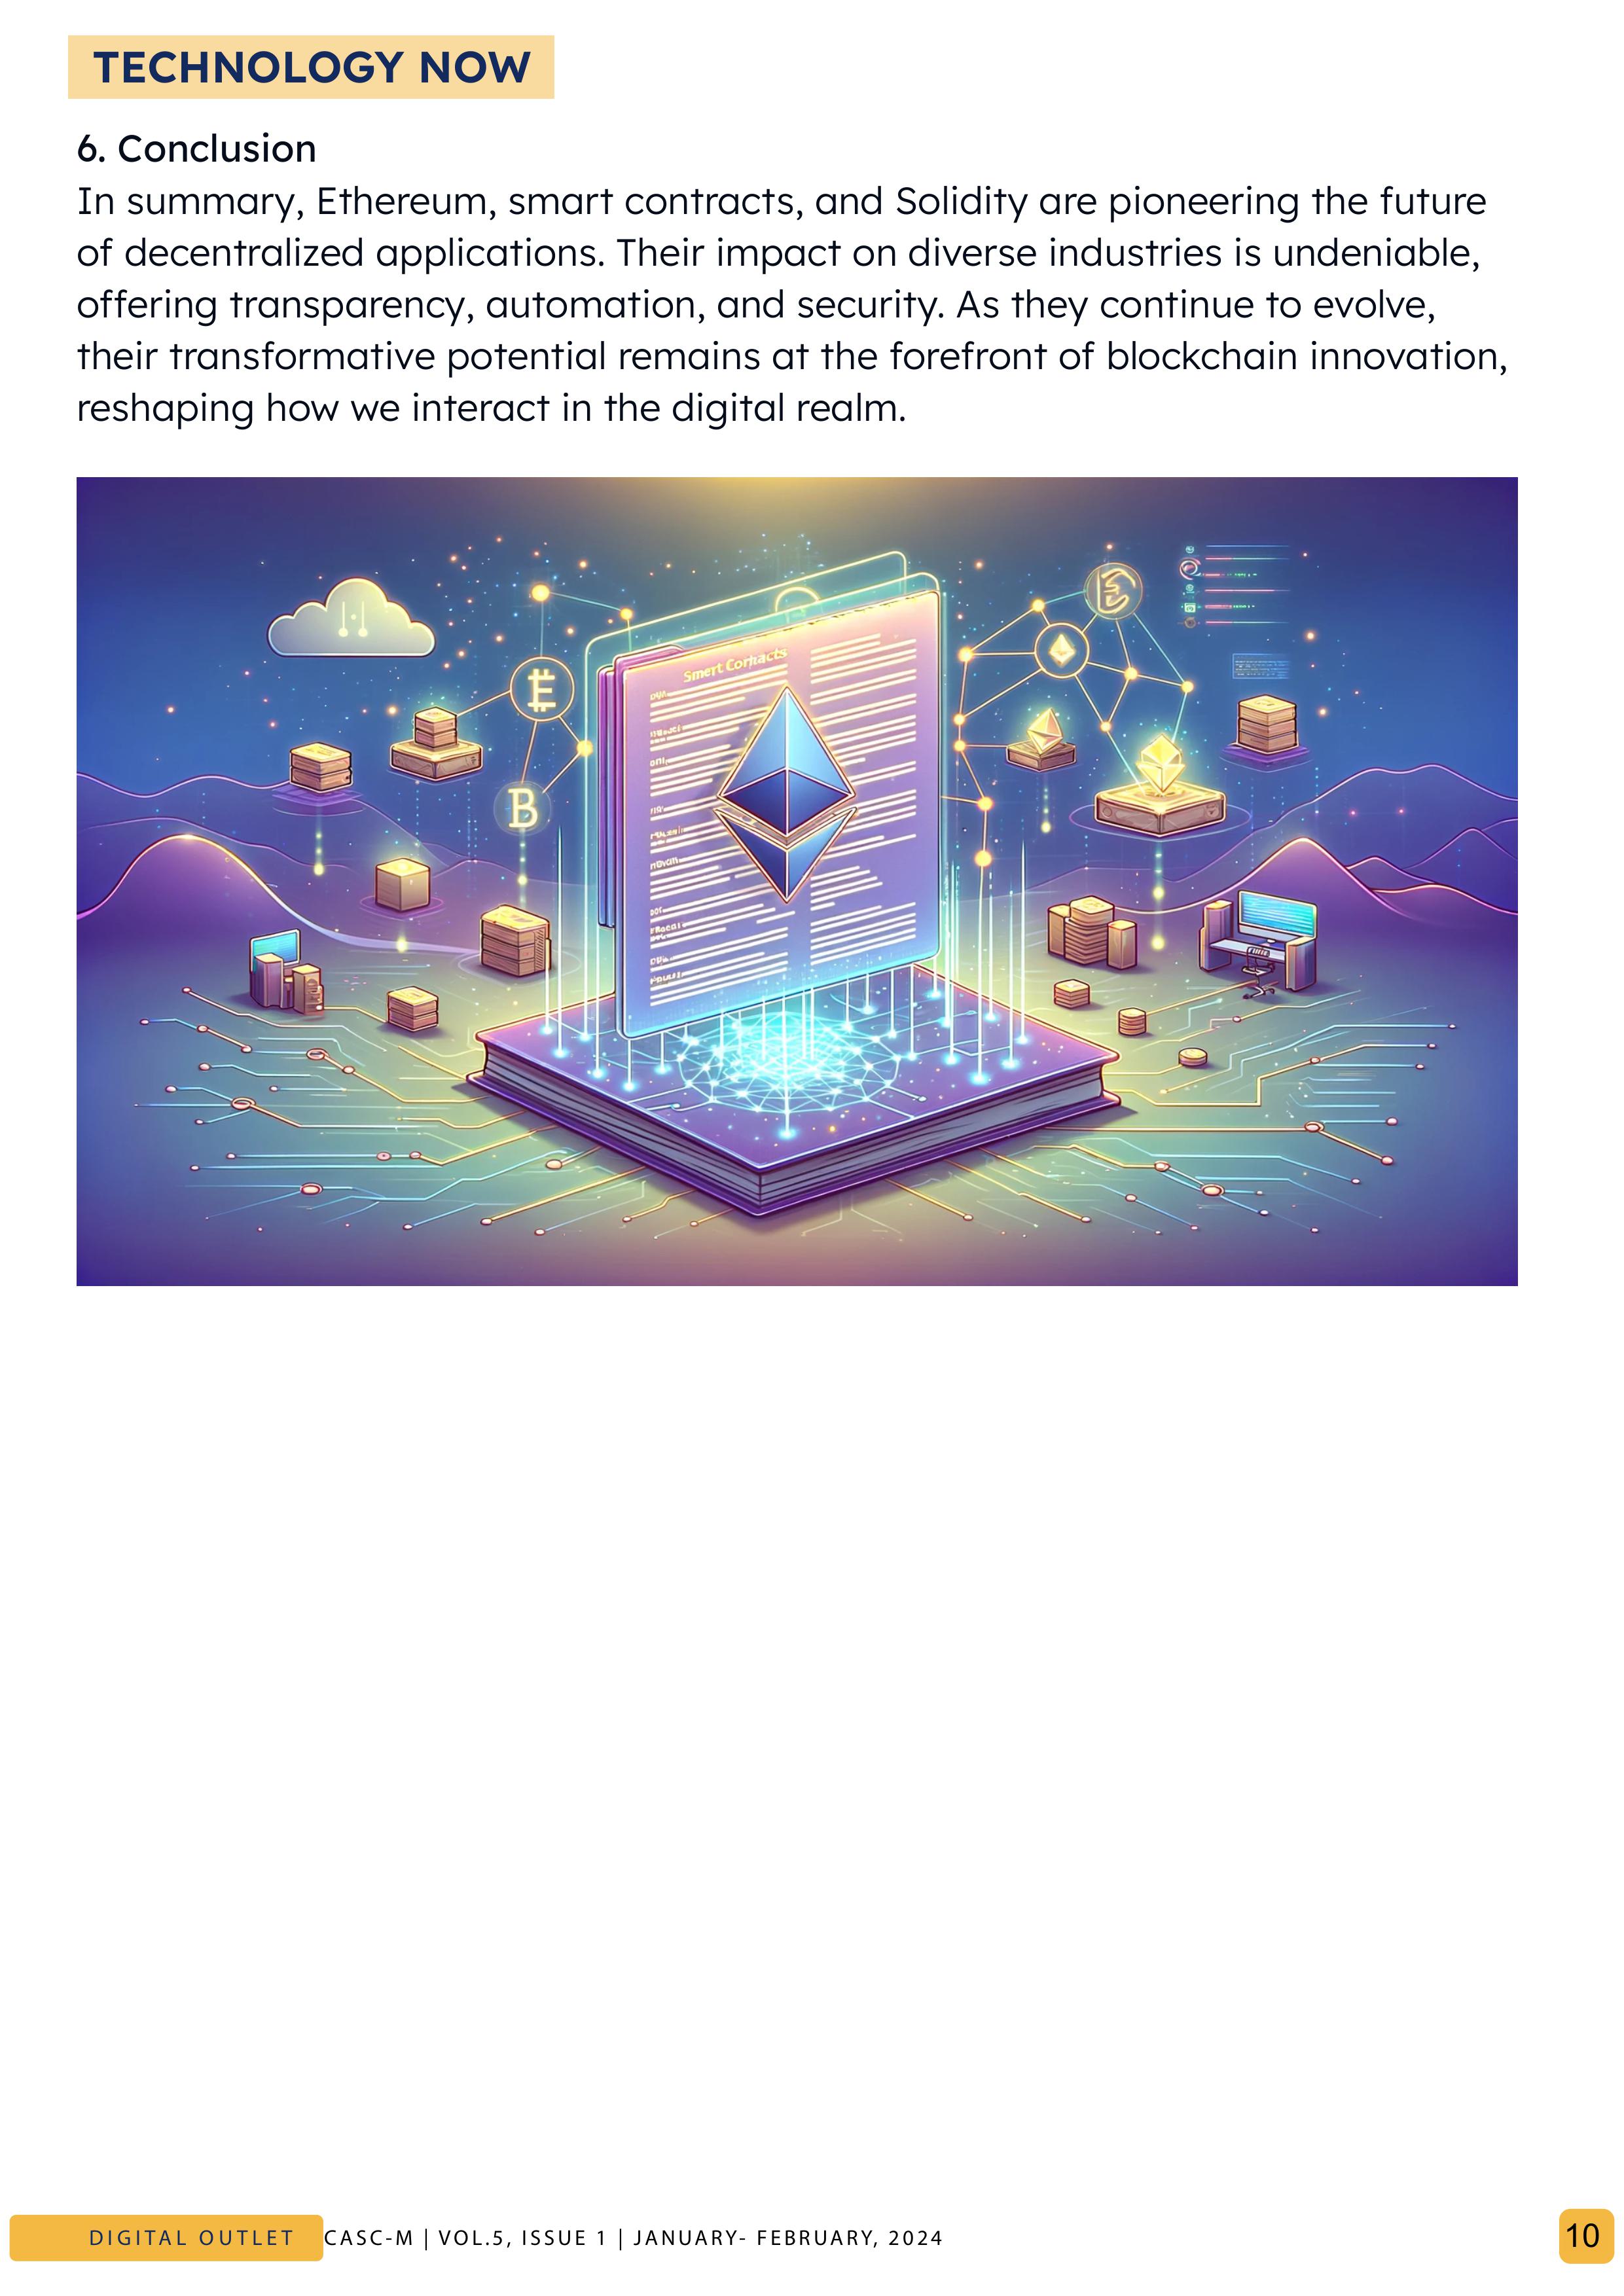 TECHNOLOGY NOW
6. Conclusion
In summary, Ethereum, smart contracts, and Solidity are pioneering the future
of decentralized applications. Their impact on diverse industries is undeniable,
offering transparency, automation, and security. As they continue to evolve,
their transformative potential remains at the forefront of blockchain innovation,
reshaping how we interact in the digital realm.
Smert Corhacts
DIGITAL OUTLET CASC-M | VOL.5, ISSUE 1 | JANUARY- FEBRUARY, 2024
10